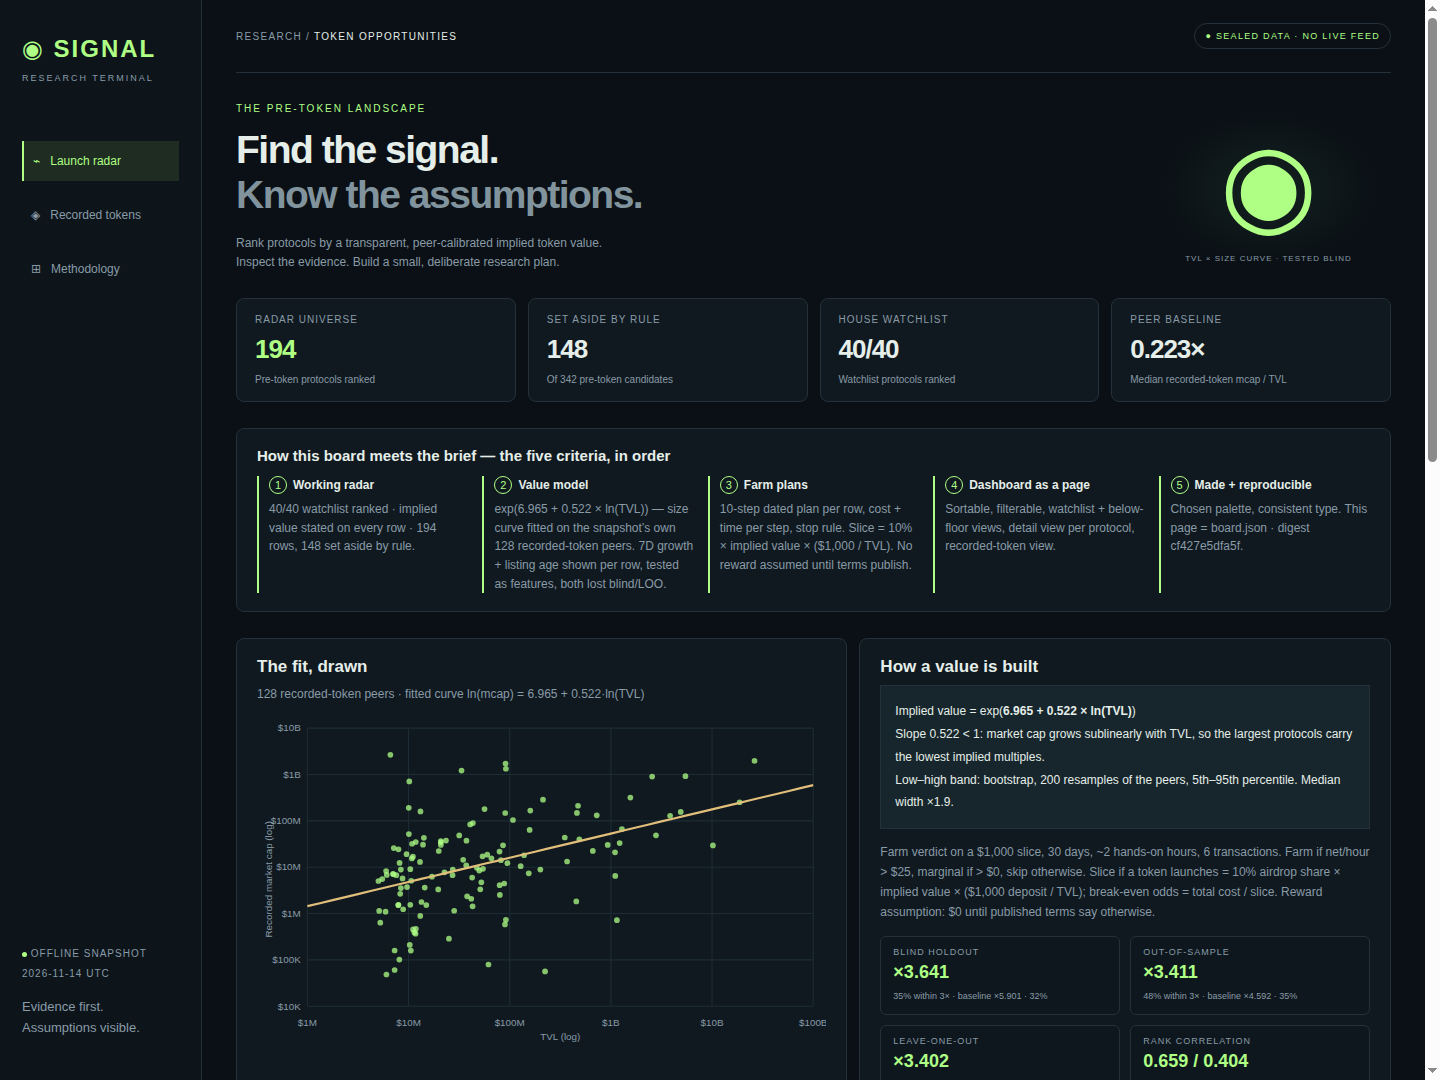 ◉ SIGNAL
RESEARCH TERMINAL
⌁ Launch radar
◈ Recorded tokens
⊞ Methodology
● OFFLINE SNAPSHOT
2026-11-14 UTC
Evidence first.
Assumptions visible.
RESEARCH / TOKEN OPPORTUNITIES
● SEALED DATA · NO LIVE FEED
THE PRE-TOKEN LANDSCAPE
Find the signal.
Know the assumptions.
Rank protocols by a transparent, peer-calibrated implied token value.
Inspect the evidence. Build a small, deliberate research plan.
TVL × SIZE CURVE · TESTED BLIND
RADAR UNIVERSE
194
Pre-token protocols ranked
SET ASIDE BY RULE
148
Of 342 pre-token candidates
HOUSE WATCHLIST
40/40
Watchlist protocols ranked
PEER BASELINE
0.223×
Median recorded-token mcap / TVL
How this board meets the brief — the five criteria, in order
1 Working radar
40/40 watchlist ranked · implied
value stated on every row · 194
rows, 148 set aside by rule.
2 Value model
exp(6.965 + 0.522 × ln(TVL)) — size
curve fitted on the snapshot's own
128 recorded-token peers. 7D growth
+ listing age shown per row, tested
as features, both lost blind/LOO.
3 Farm plans
10-step dated plan per row, cost +
time per step, stop rule. Slice = 10%
× implied value × ($1,000 / TVL). No
reward assumed until terms publish.
4 Dashboard as a page
Sortable, filterable, watchlist + below-
floor views, detail view per protocol,
recorded-token view.
5 Made + reproducible
Chosen palette, consistent type. This
page = board.json · digest
cf427e5dfa5f.
The fit, drawn
128 recorded-token peers · fitted curve ln(mcap) = 6.965 + 0.522·ln(TVL)
$10B
$1B
$100M
$10M
$1M
$100K
$10K
Recorded market cap (log)
$1M
$10M
$100M
$1B
$10B
$100B
TVL (log)
How a value is built
Implied value = exp(6.965 + 0.522 × ln(TVL))
Slope 0.522 < 1: market cap grows sublinearly with TVL, so the largest protocols carry
the lowest implied multiples.
Low–high band: bootstrap, 200 resamples of the peers, 5th–95th percentile. Median
width ×1.9.
Farm verdict on a $1,000 slice, 30 days, ~2 hands-on hours, 6 transactions. Farm if net/hour
> $25, marginal if > $0, skip otherwise. Slice if a token launches = 10% airdrop share ×
implied value × ($1,000 deposit / TVL); break-even odds = total cost / slice. Reward
assumption: $0 until published terms say otherwise.
BLIND HOLDOUT
×3.641
35% within 3× · baseline ×5.901 · 32%
OUT-OF-SAMPLE
×3.411
48% within 3× · baseline ×4.592 · 35%
LEAVE-ONE-OUT
×3.402
RANK CORRELATION
0.659 / 0.404